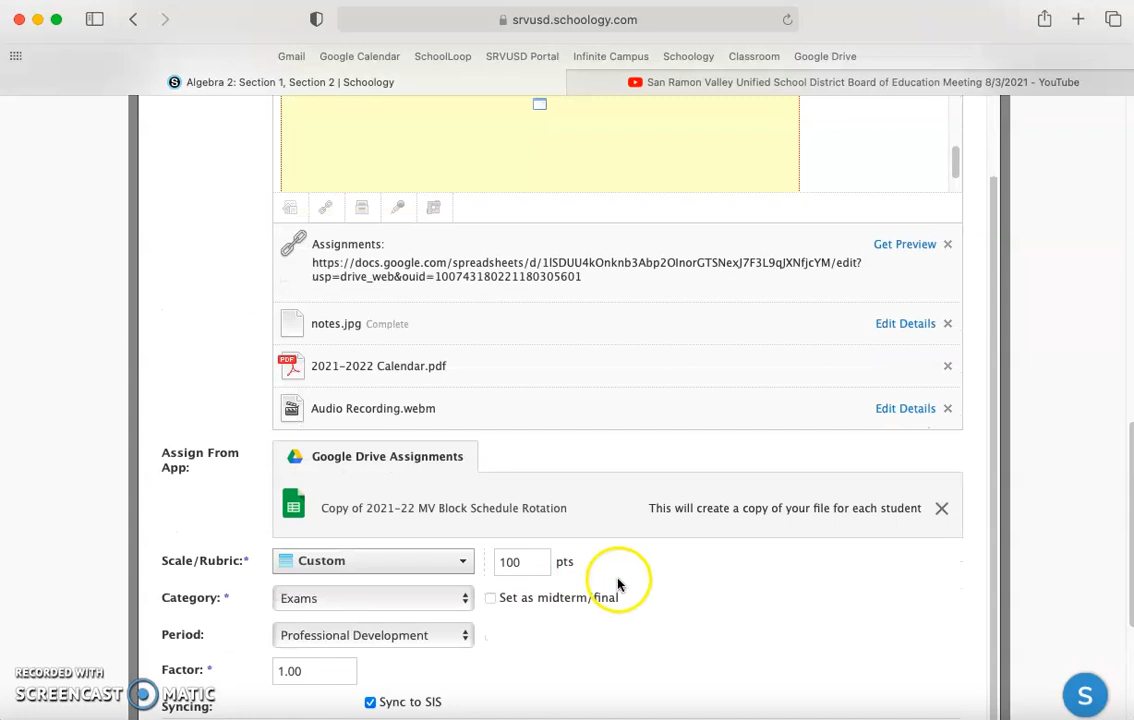 srvusd.schoology.com
Gmail Google Calendar SchoolLoop SRVUSD Portal Infinite Campus Schoology Classroom Google Drive
S Algebra 2: Section 1, Section 2 | Schoology San Ramon Valley Unified School District Board of Education Meeting 8/3/2021 - YouTube
Assignments: Get Preview
https://docs.google.com/spreadsheets/d/1lSDUU4kOnknb3Abp2OInorGTSNexJ7F3L9qJXNfjcYM/edit?
usp=drive_web&ouid=100743180221180305601
notes.jpg Complete Edit Details
PDF 2021-2022 Calendar.pdf
Audio Recording.webm Edit Details
Assign From
App:
Google Drive Assignments
Copy of 2021-22 MV Block Schedule Rotation This will create a copy of your file for each student
Scale/Rubric:* Custom 100 pts
Category: * Exams Set as midterm/final
Period: Professional Development
Factor: * 1.00
RECORDED WITH
SCREENCAST MATIC
Syncing: Sync to SIS
S